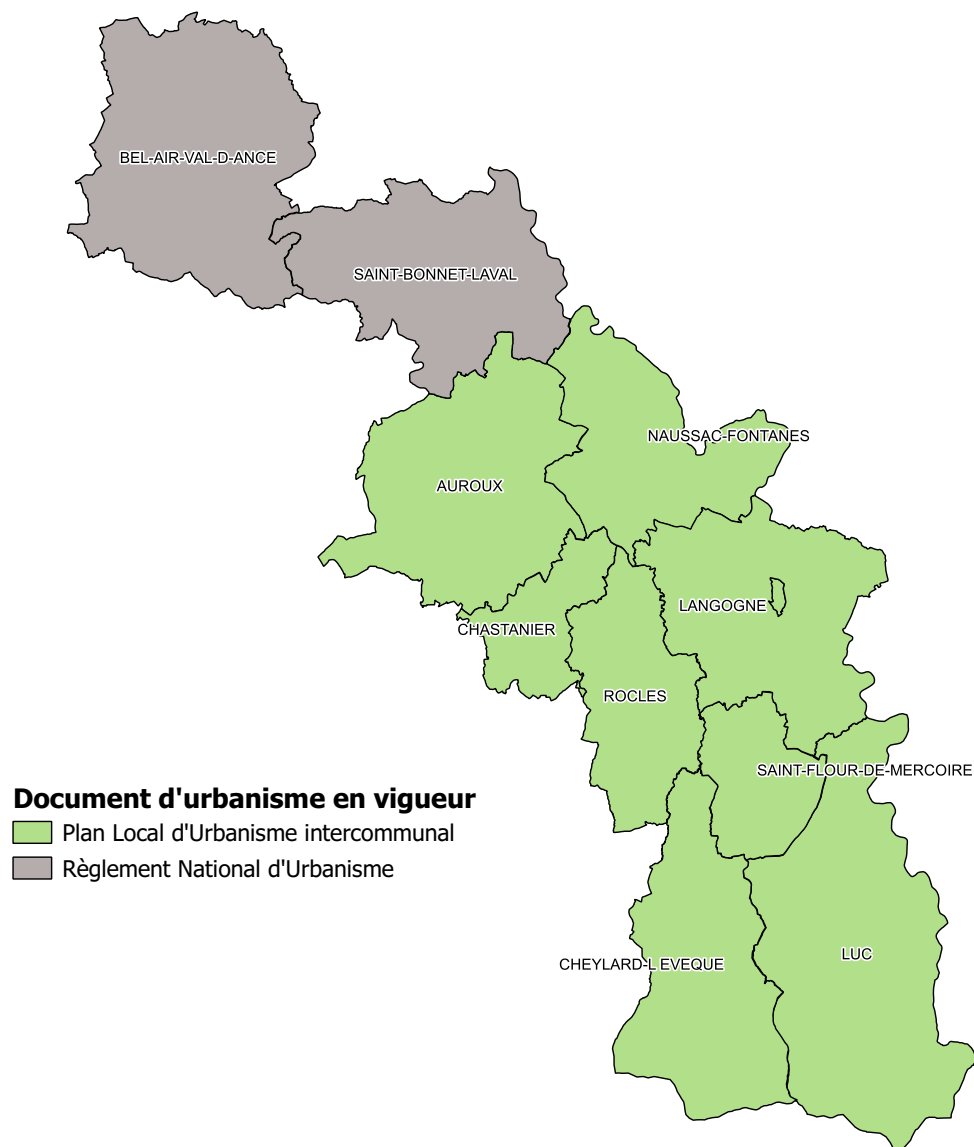 BEL-AIR-VAL-D-ANCE
SAINT-BONNET-LAVAL
NAUSSAC-FONTANES
AUROUX
LANGOGNE
CHASTANIER
ROCLES
SAINT-FLOUR-DE-MERCOIRE
Document d'urbanisme en vigueur
Plan Local d'Urbanisme intercommunal
Règlement National d'Urbanisme
LUC
CHEYLARD-L EVEQUE